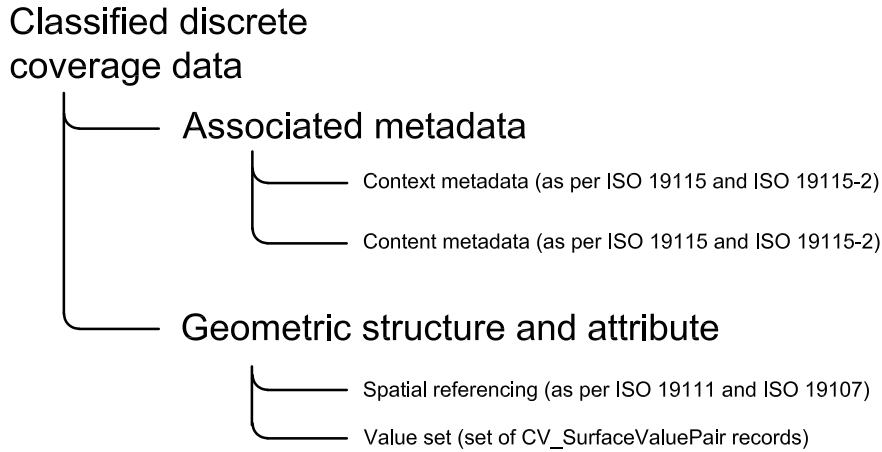 Classified discrete
coverage data
Associated metadata
Context metadata (as per ISO 19115 and ISO 19115-2)
Content metadata (as per ISO 19115 and ISO 19115-2)
Geometric structure and attribute
Spatial referencing (as per ISO 19111 and ISO 19107)
Value set (set of CV_SurfaceValuePair records)